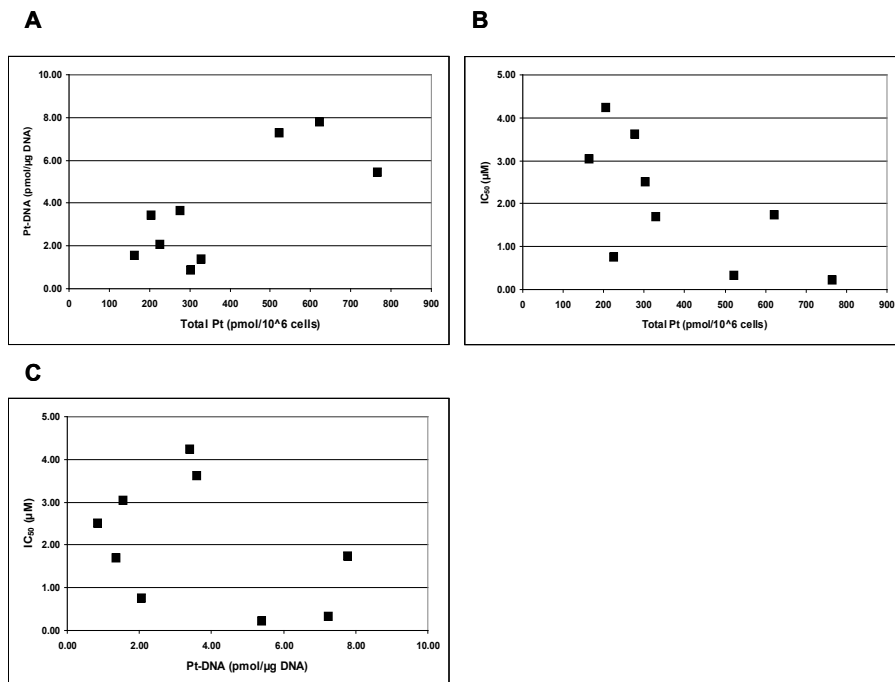 A
10.00
8.00
6.00
4.00
2.00
0.00
Pt-DNA (pmol/µg DNA)
0 100 200 300 400 500 600 700 800 900
Total Pt (pmol/10^6 cells)
B
5.00
4.00
3.00
2.00
1.00
0.00
IC50 (µM)
0 100 200 300 400 500 600 700 800 900
Total Pt (pmol/10^6 cells)
C
5.00
4.00
3.00
2.00
1.00
0.00
IC50 (µM)
0.00 2.00 4.00 6.00 8.00 10.00
Pt-DNA (pmol/µg DNA)